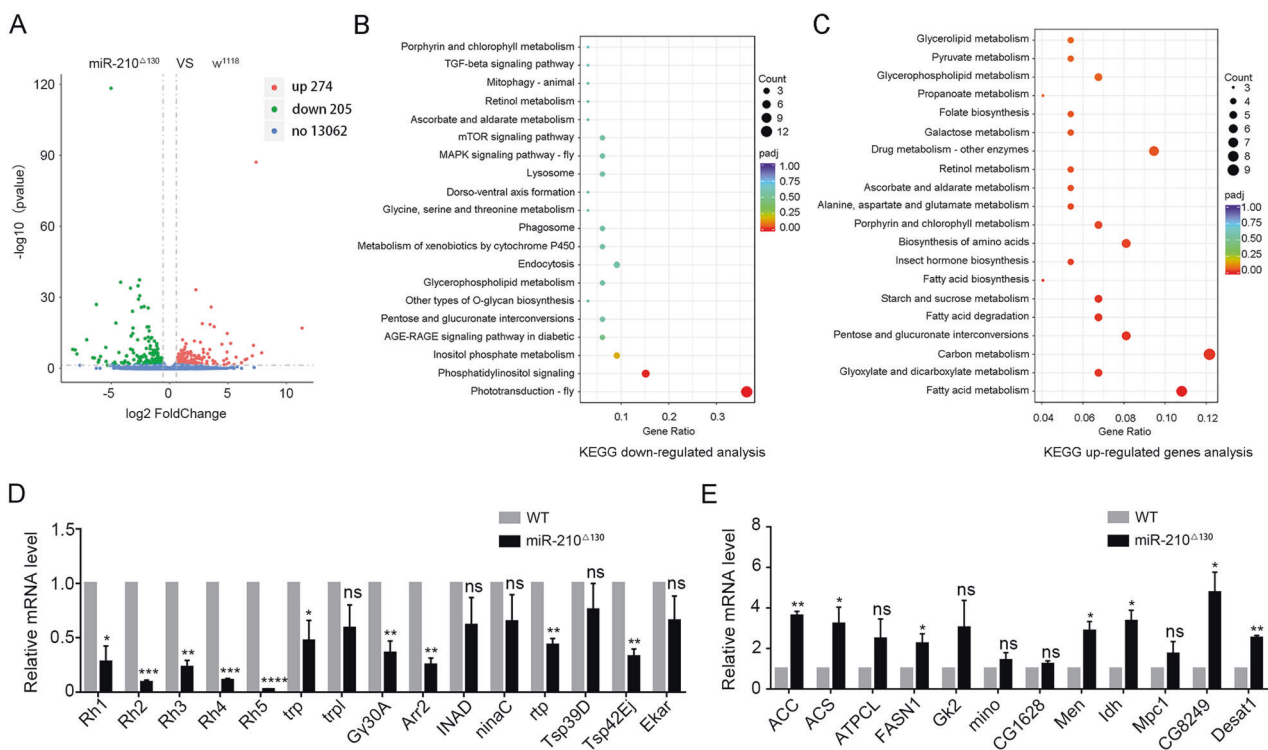 A
miR-210△130 VS w1118
up 274
down 205
no 13062
120
90
60
30
0
-log10 (pvalue)
-5
0
5
10
log2 FoldChange
B
Porphyrin and chlorophyll metabolism
TGF-beta signaling pathway
Mitophagy - animal
Retinol metabolism
Ascorbate and aldarate metabolism
mTOR signaling pathway
MAPK signaling pathway - fly
Lysosome
Dorso-ventral axis formation
Glycine, serine and threonine metabolism
Phagosome
Metabolism of xenobiotics by cytochrome P450
Endocytosis
Glycerophospholipid metabolism
Other types of O-glycan biosynthesis
Pentose and glucuronate interconversions
AGE-RAGE signaling pathway in diabetic
Inositol phosphate metabolism
Phosphatidylinositol signaling
Phototransduction - fly
0.1
0.2
0.3
Gene Ratio
KEGG down-regulated analysis
Count
3
6
9
12
padj
1.00
0.75
0.50
0.25
0.00
C
Glycerolipid metabolism
Pyruvate metabolism
Glycerophospholipid metabolism
Propanoate metabolism
Folate biosynthesis
Galactose metabolism
Drug metabolism - other enzymes
Retinol metabolism
Ascorbate and aldarate metabolism
Alanine, aspartate and glutamate metabolism
Porphyrin and chlorophyll metabolism
Biosynthesis of amino acids
Insect hormone biosynthesis
Fatty acid biosynthesis
Starch and sucrose metabolism
Fatty acid degradation
Pentose and glucuronate interconversions
Carbon metabolism
Glyoxylate and dicarboxylate metabolism
Fatty acid metabolism
0.04
0.06
0.08
0.10
0.12
Gene Ratio
KEGG up-regulated genes analysis
Count
3
4
5
6
7
8
9
padj
1.00
0.75
0.50
0.25
0.00
D
WT
miR-210△130
Relative mRNA level
1.5
1.0
0.5
0
*
***
**
***
****
*
ns
**
**
ns
ns
**
ns
**
ns
Rh1
Rh2
Rh3
Rh4
Rh5
trp
trpl
Gγ30A
Arr2
INAD
ninaC
rtp
Tsp39D
Tsp42Ej
Ekar
E
WT
miR-210△130
Relative mRNA level
8
6
4
2
0
**
*
ns
*
ns
ns
ns
*
*
ns
*
**
ACC
ACS
ATPCL
FASN1
Gk2
mino
CG1628
Men
Idh
Mpc1
CG8249
Desat1